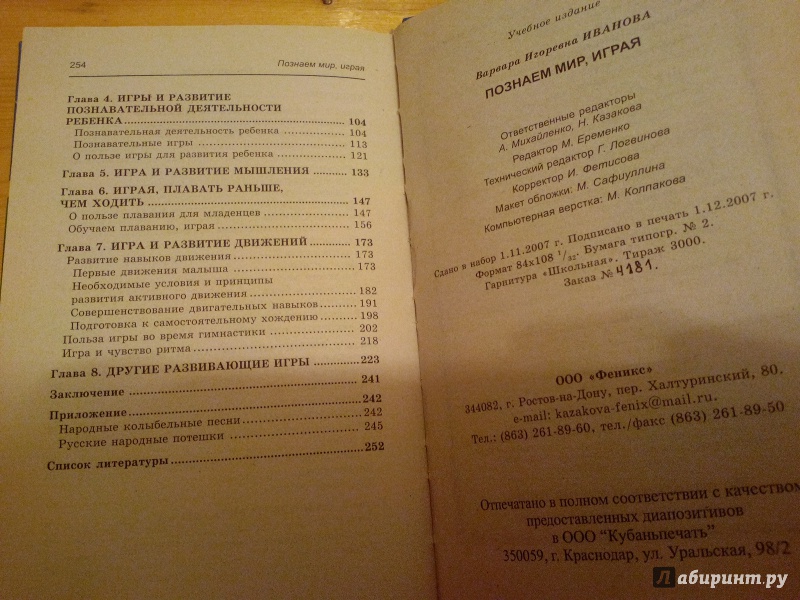 254 Познаем мир, играя
Глава 4. ИГРЫ И РАЗВИТИЕ
ПОЗНАВАТЕЛЬНОЙ ДЕЯТЕЛЬНОСТИ
РЕБЕНКА 104
Познавательная деятельность ребенка 104
Познавательные игры 113
О пользе игры для развития ребенка 121
Глава 5. ИГРА И РАЗВИТИЕ МЫШЛЕНИЯ 133
Глава 6. ИГРАЯ, ПЛАВАТЬ РАНЬШЕ,
ЧЕМ ХОДИТЬ 147
О пользе плавания для младенцев 147
Обучаем плаванию, играя 156
Глава 7. ИГРА И РАЗВИТИЕ ДВИЖЕНИЙ 173
Развитие навыков движения 173
Первые движения малыша 173
Необходимые условия и принципы
развития активного движения 182
Совершенствование двигательных навыков 191
Подготовка к самостоятельному хождению 198
Польза игры во время гимнастики 202
Игра и чувство ритма 218
Глава 8. ДРУГИЕ РАЗВИВАЮЩИЕ ИГРЫ 223
Заключение 241
Приложение 242
Народные колыбельные песни 242
Русские народные потешки 245
Список литературы 252
Учебное издание
Варвара Игоревна ИВАНОВА
ПОЗНАЕМ МИР, ИГРАЯ
Ответственные редакторы
А. Михайленко, Н. Казакова
Редактор М. Еременко
Технический редактор Г. Логвинова
Корректор И. Фетисова
Макет обложки: М. Сафиуллина
Компьютерная верстка: М. Колпакова
Сдано в набор 1.11.2007 г. Подписано в печать 1.12.2007 г.
Формат 84х108 1/32. Бумага типогр. № 2.
Гарнитура «Школьная». Тираж 3000.
Заказ № 4181.
ООО «Феникс»
344082, г. Ростов-на-Дону, пер. Халтуринский, 80.
e-mail: kazakova-fenix@mail.ru.
Тел.: (863) 261-89-60, тел./факс (863) 261-89-50
Отпечатано в полном соответствии с качеством
предоставленных диапозитивов
в ООО "Кубаньпечать"
350059, г. Краснодар, ул. Уральская, 98/2
Лабиринт.ру